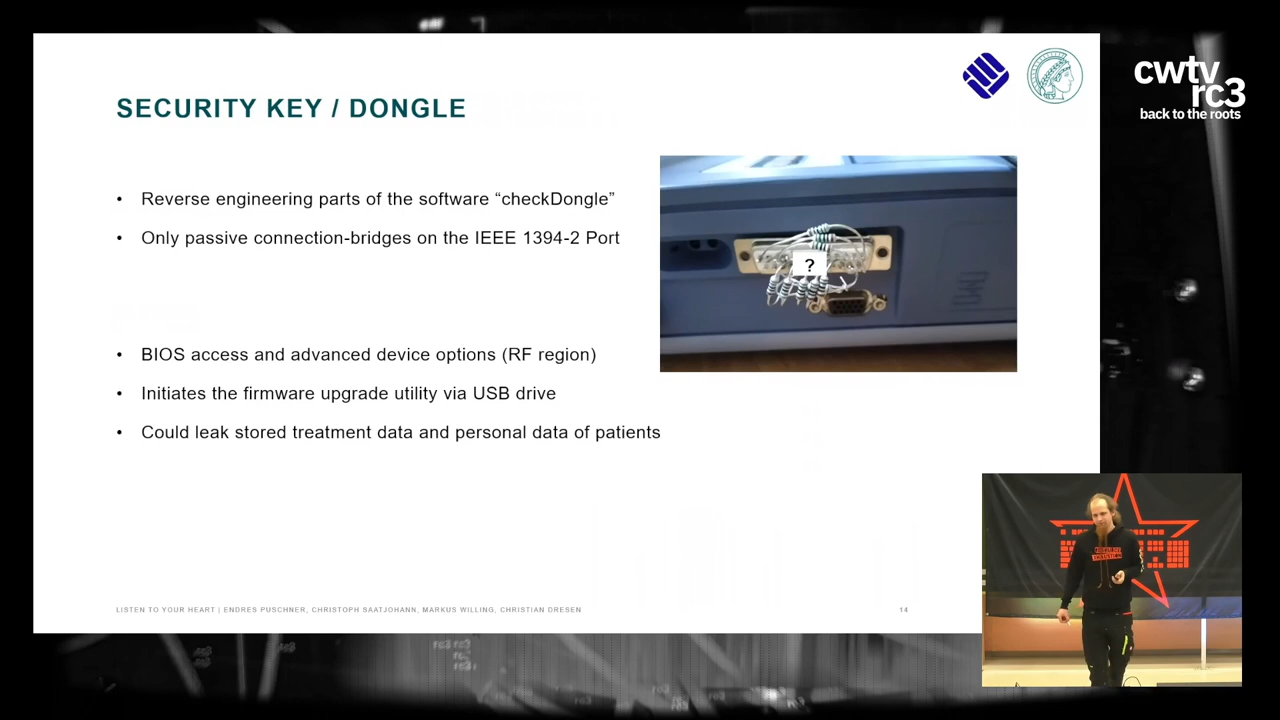 cwtv
rc3
back to the roots
SECURITY KEY / DONGLE
• Reverse engineering parts of the software “checkDongle”
• Only passive connection-bridges on the IEEE 1394-2 Port
?
• BIOS access and advanced device options (RF region)
• Initiates the firmware upgrade utility via USB drive
• Could leak stored treatment data and personal data of patients
LISTEN TO YOUR HEART | ENDRES PUSCHNER, CHRISTOPH SAATJOHANN, MARKUS WILLING, CHRISTIAN DRESEN
14
rc3 rc3